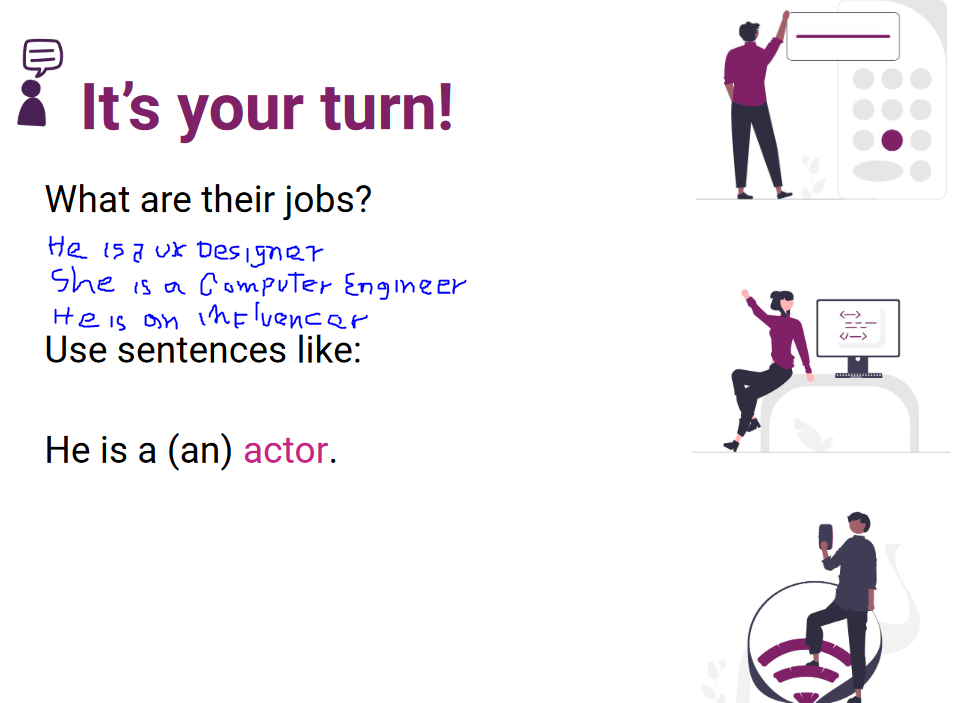 It's your turn!
What are their jobs?
He is a UX Designer
She is a Computer Engineer
He is an influencer
Use sentences like:
He is a (an) actor.